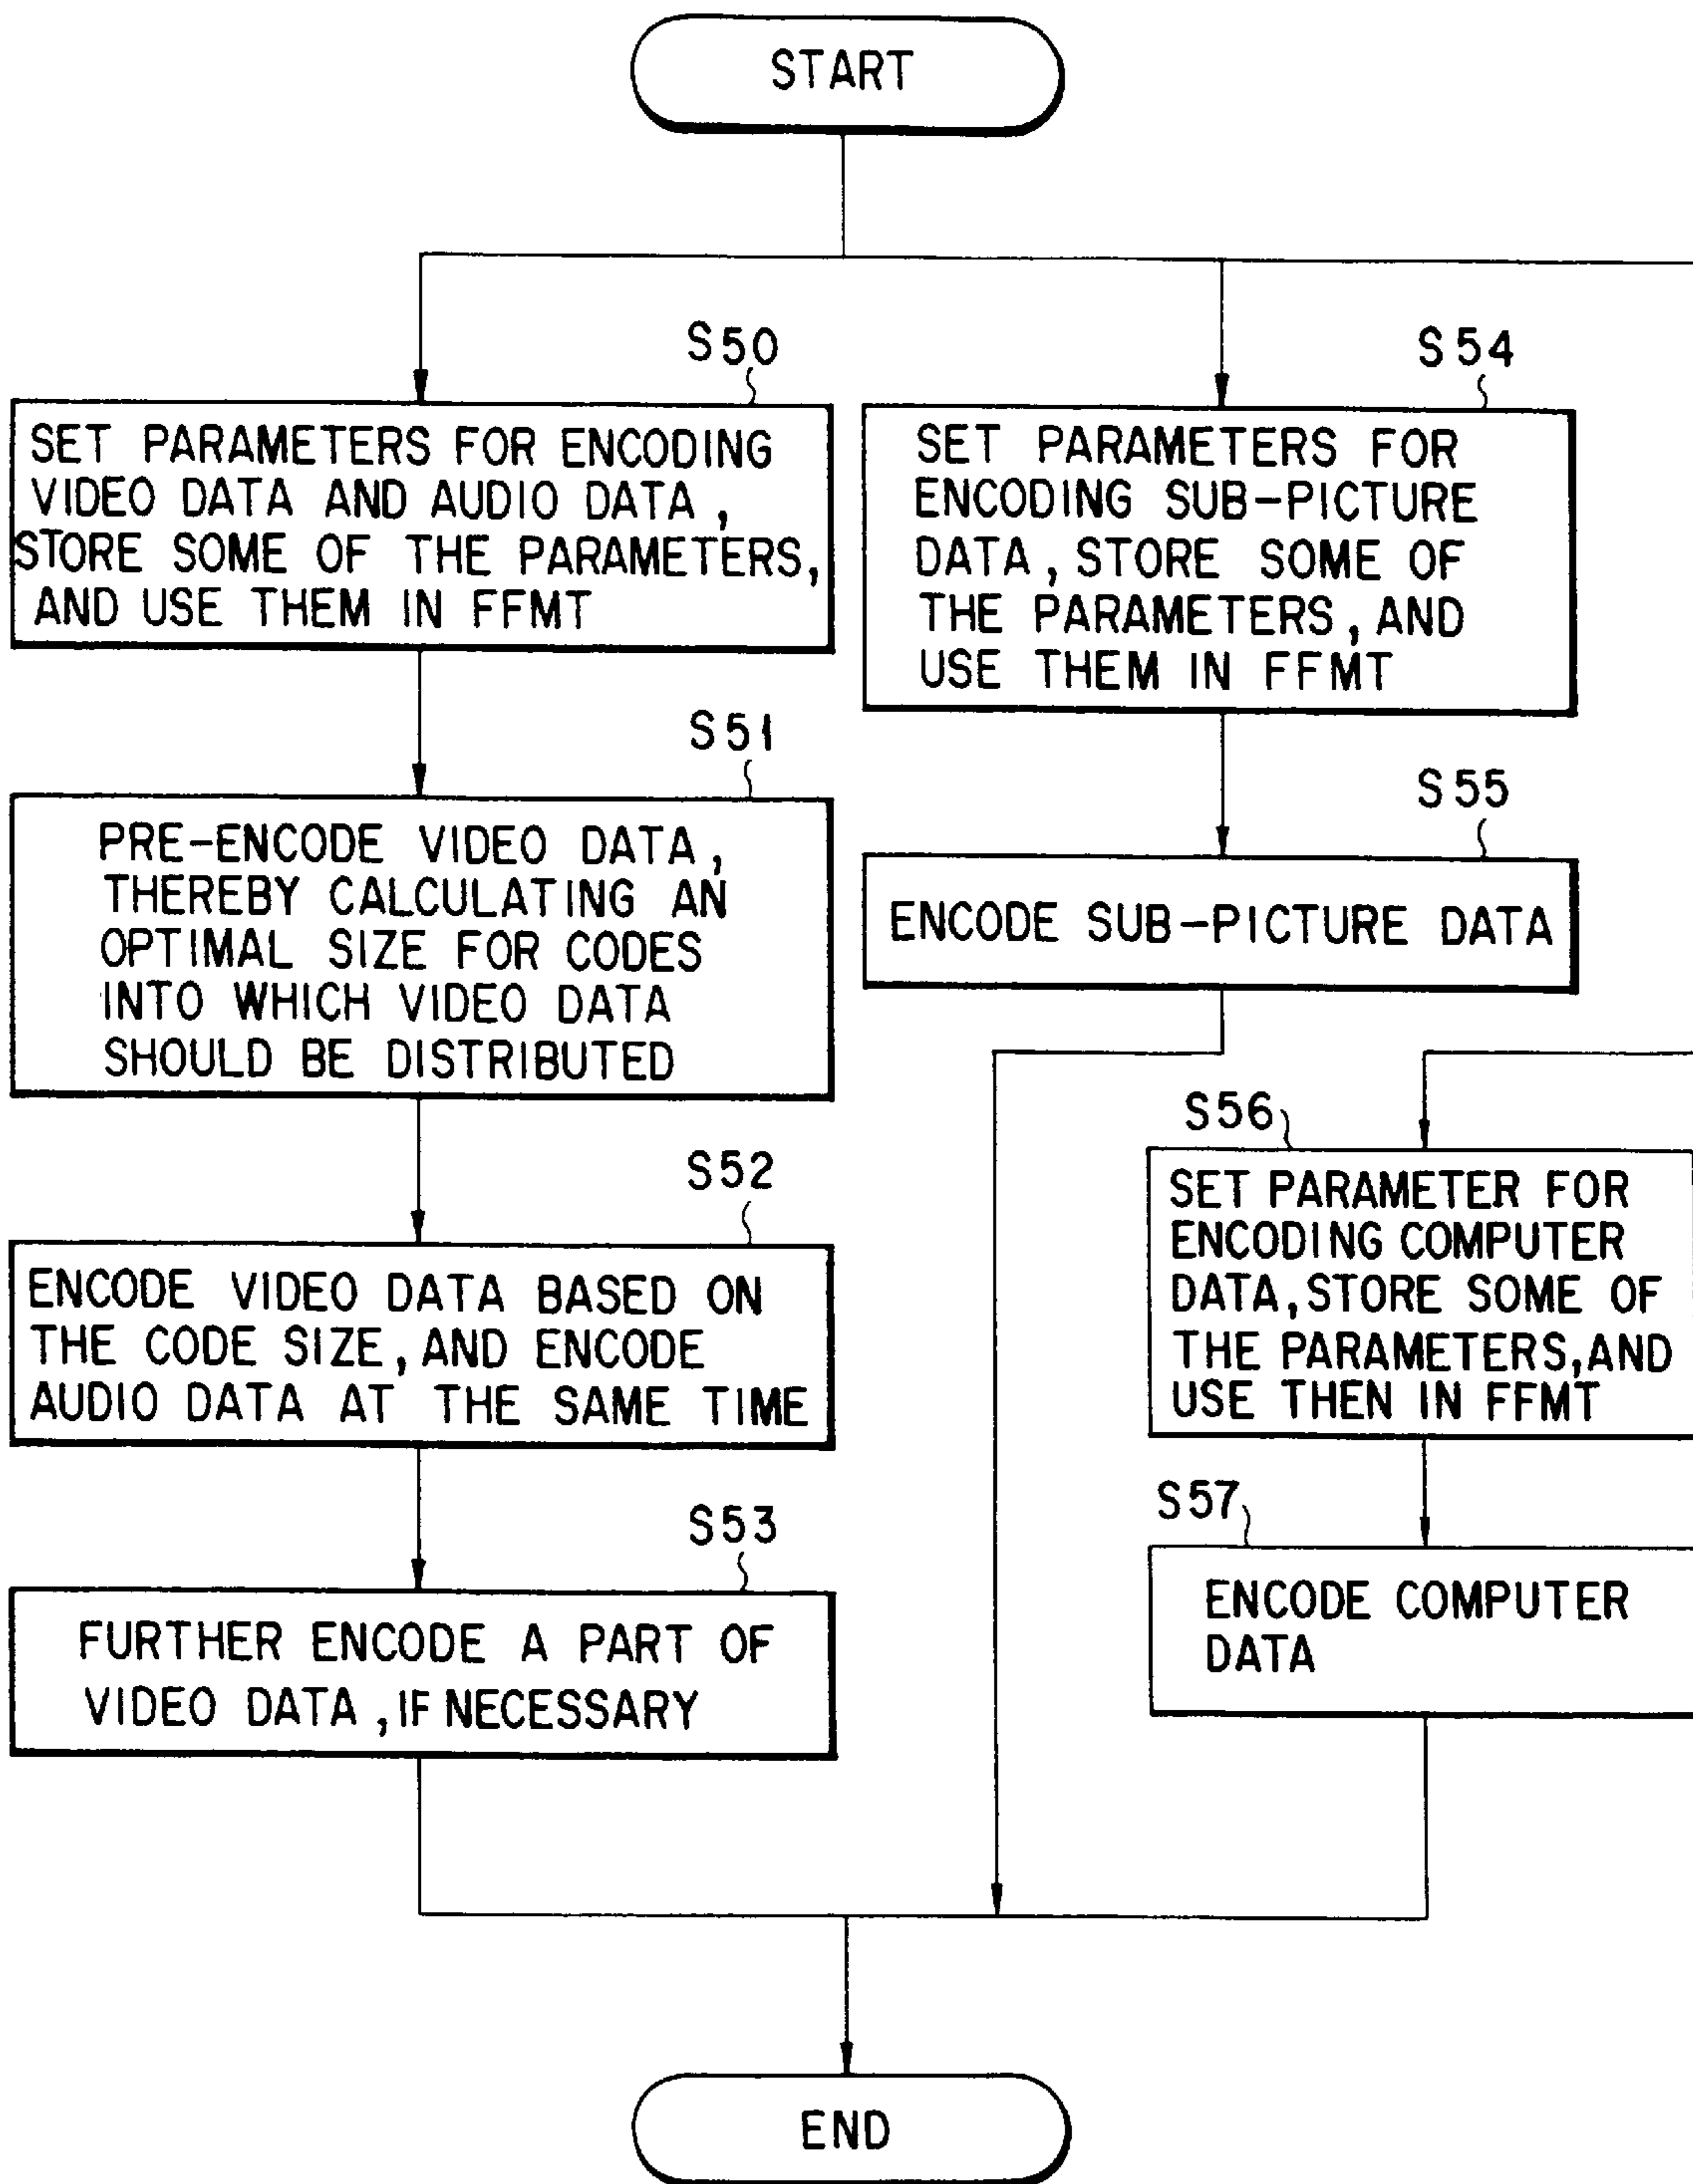 START
S50
SET PARAMETERS FOR ENCODING
VIDEO DATA AND AUDIO DATA,
STORE SOME OF THE PARAMETERS,
AND USE THEM IN FFMT
S51
PRE-ENCODE VIDEO DATA,
THEREBY CALCULATING AN
OPTIMAL SIZE FOR CODES
INTO WHICH VIDEO DATA
SHOULD BE DISTRIBUTED
S52
ENCODE VIDEO DATA BASED ON
THE CODE SIZE, AND ENCODE
AUDIO DATA AT THE SAME TIME
S53
FURTHER ENCODE A PART OF
VIDEO DATA, IF NECESSARY
S54
SET PARAMETERS FOR
ENCODING SUB-PICTURE
DATA, STORE SOME OF
THE PARAMETERS, AND
USE THEM IN FFMT
S55
ENCODE SUB-PICTURE DATA
S56
SET PARAMETER FOR
ENCODING COMPUTER
DATA, STORE SOME OF
THE PARAMETERS, AND
USE THEN IN FFMT
S57
ENCODE COMPUTER
DATA
END